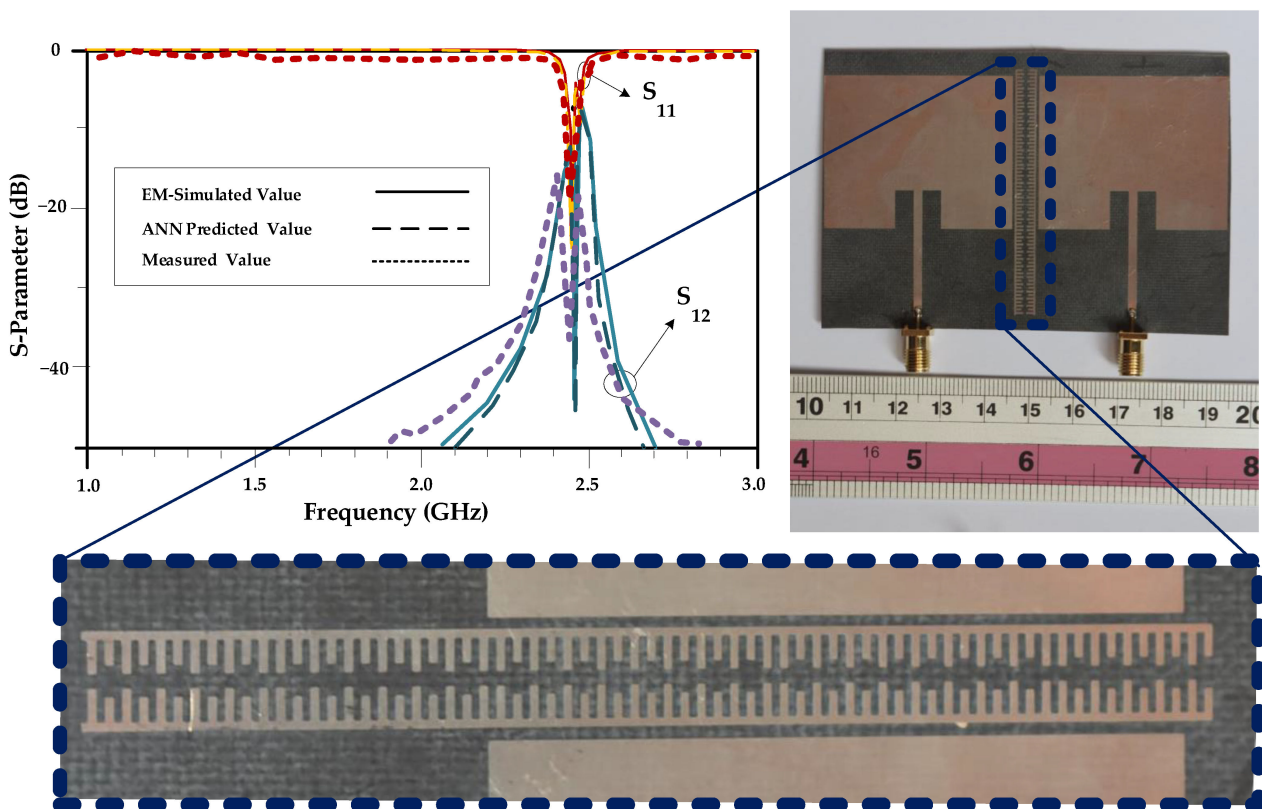 0
−20
−40
S-Parameter (dB)
S11
EM-Simulated Value
ANN Predicted Value
Measured Value
S12
1.0 1.5 2.0 2.5 3.0
Frequency (GHz)
10 11 12 13 14 15 16 17 18 19 20
4 16 5 6 7 8